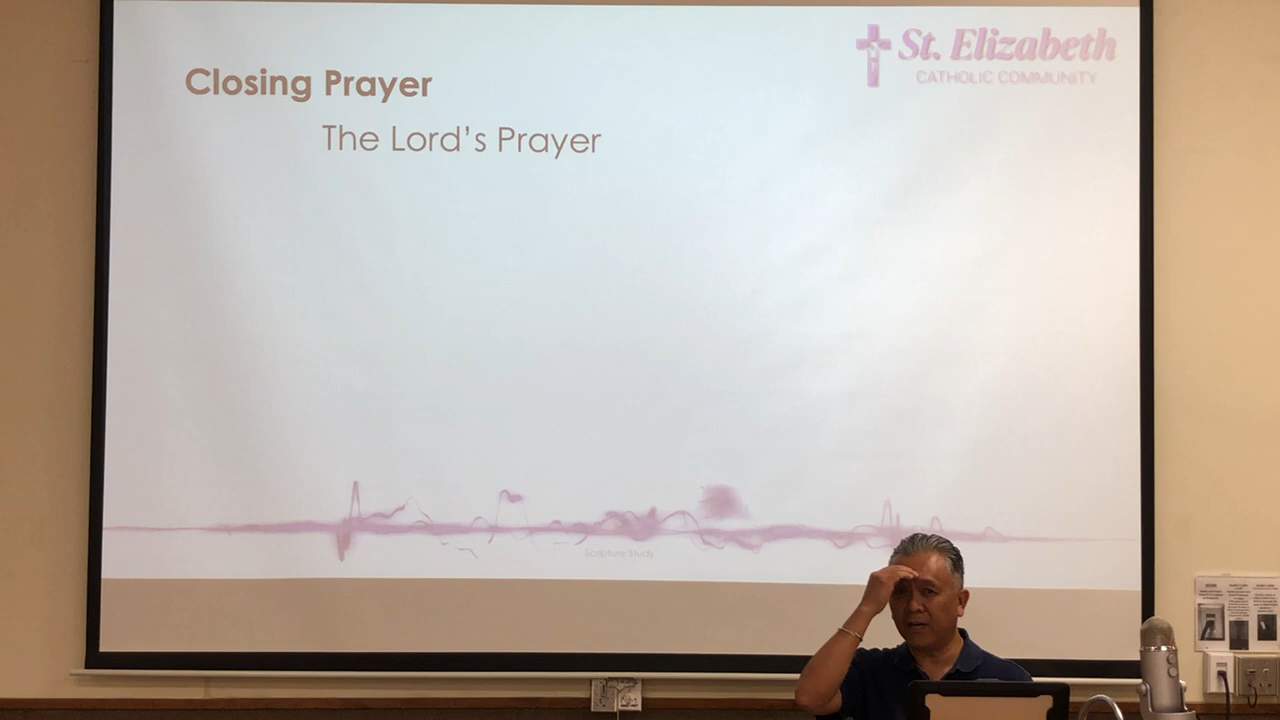 St. Elizabeth
CATHOLIC COMMUNITY
Closing Prayer
The Lord's Prayer
Scripture Study